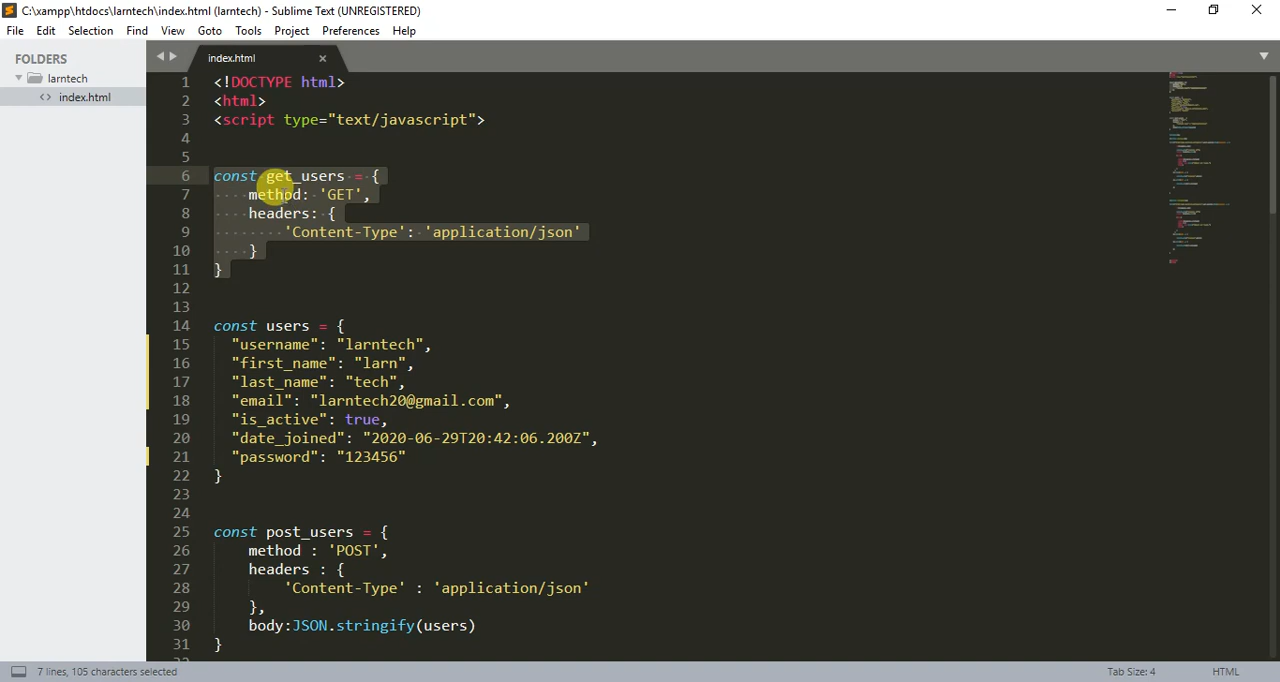 C:\xampp\htdocs\larntech\index.html (larntech) - Sublime Text (UNREGISTERED)
File Edit Selection Find View Goto Tools Project Preferences Help
FOLDERS
larntech
<> index.html
index.html ×
1 <!DOCTYPE html>
2 <html>
3 <script type="text/javascript">
4
5
6 const get_users = {
7 method: 'GET',
8 headers: {
9 'Content-Type': 'application/json'
10 }
11 }
12
13
14 const users = {
15 "username": "larntech",
16 "first_name": "larn",
17 "last_name": "tech",
18 "email": "larntech20@gmail.com",
19 "is_active": true,
20 "date_joined": "2020-06-29T20:42:06.200Z",
21 "password": "123456"
22 }
23
24
25 const post_users = {
26 method : 'POST',
27 headers : {
28 'Content-Type' : 'application/json'
29 },
30 body:JSON.stringify(users)
31 }
7 lines, 105 characters selected
Tab Size: 4
HTML